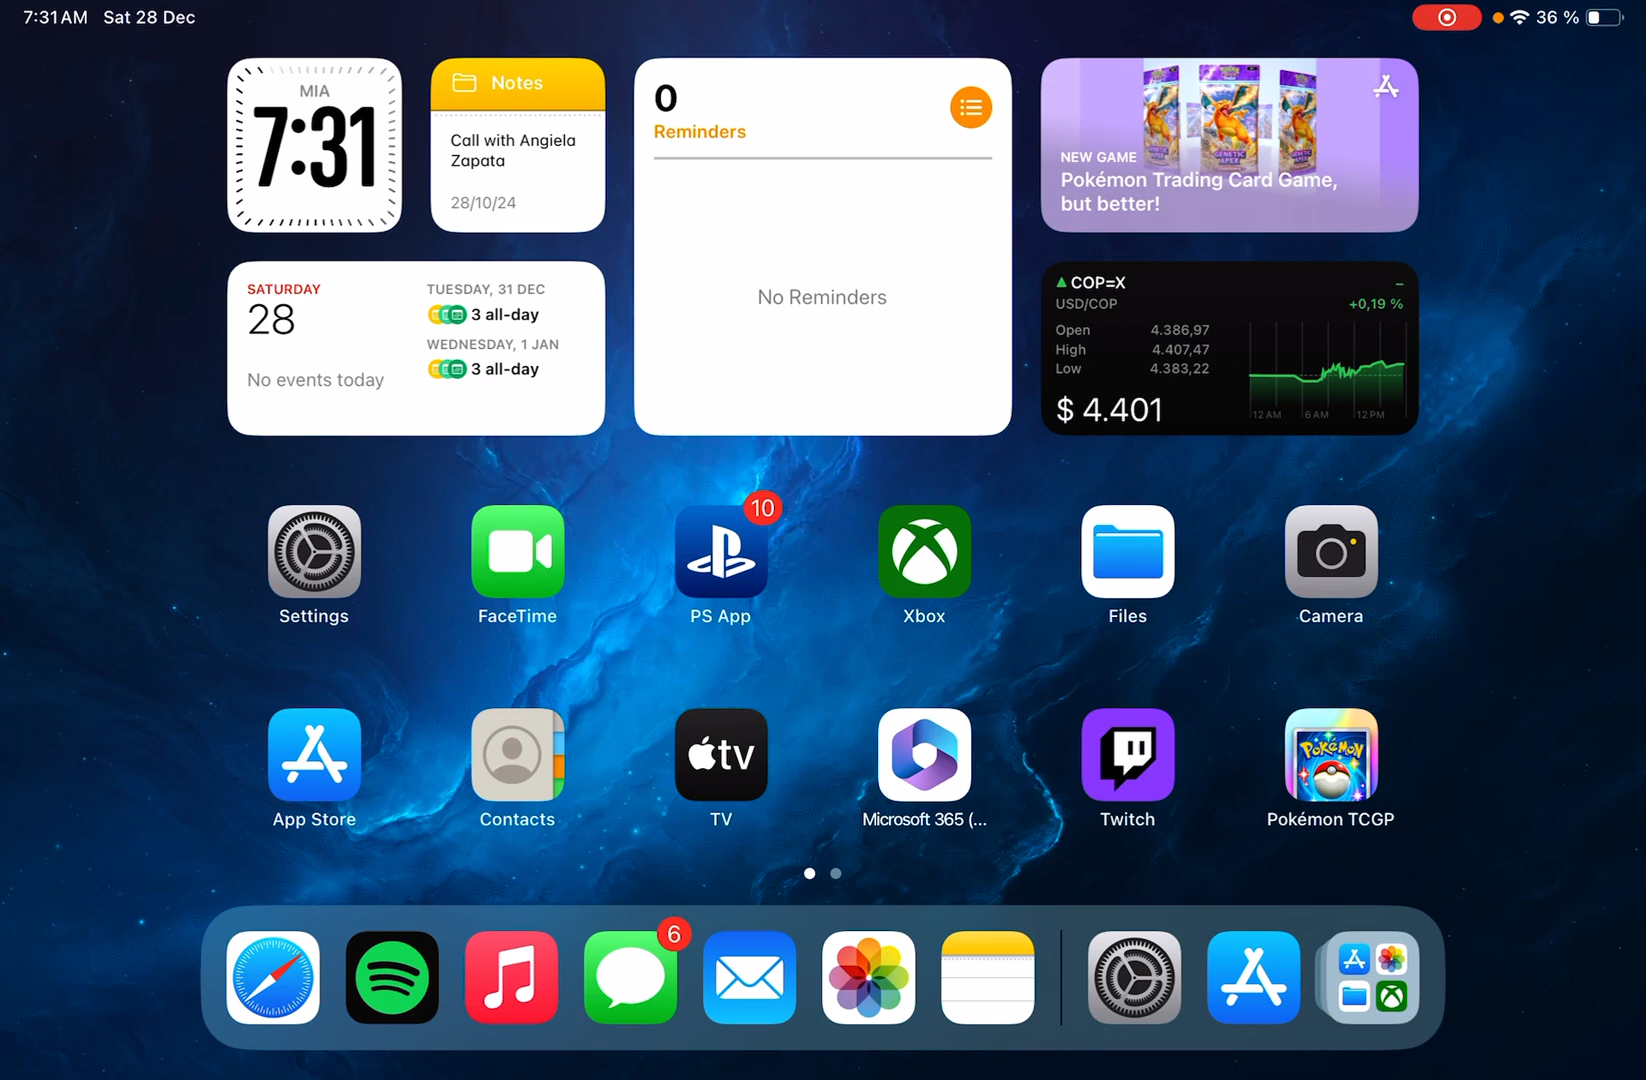 7:31 AM Sat 28 Dec
36 %
MIA
7:31
Notes
Call with Angiela
Zapata
28/10/24
0
Reminders
No Reminders
GENETIC
APEX
NEW GAME
Pokémon Trading Card Game,
but better!
SATURDAY
28
No events today
TUESDAY, 31 DEC
3 all-day
WEDNESDAY, 1 JAN
3 all-day
COP=X
–
USD/COP
+0,19 %
Open 4.386,97
High 4.407,47
Low 4.383,22
$ 4.401
12 AM 6 AM 12 PM
10
Settings
FaceTime
PS App
Xbox
Files
Camera
tv
Pokémon
App Store
Contacts
TV
Microsoft 365 (...
Twitch
Pokémon TCGP
6